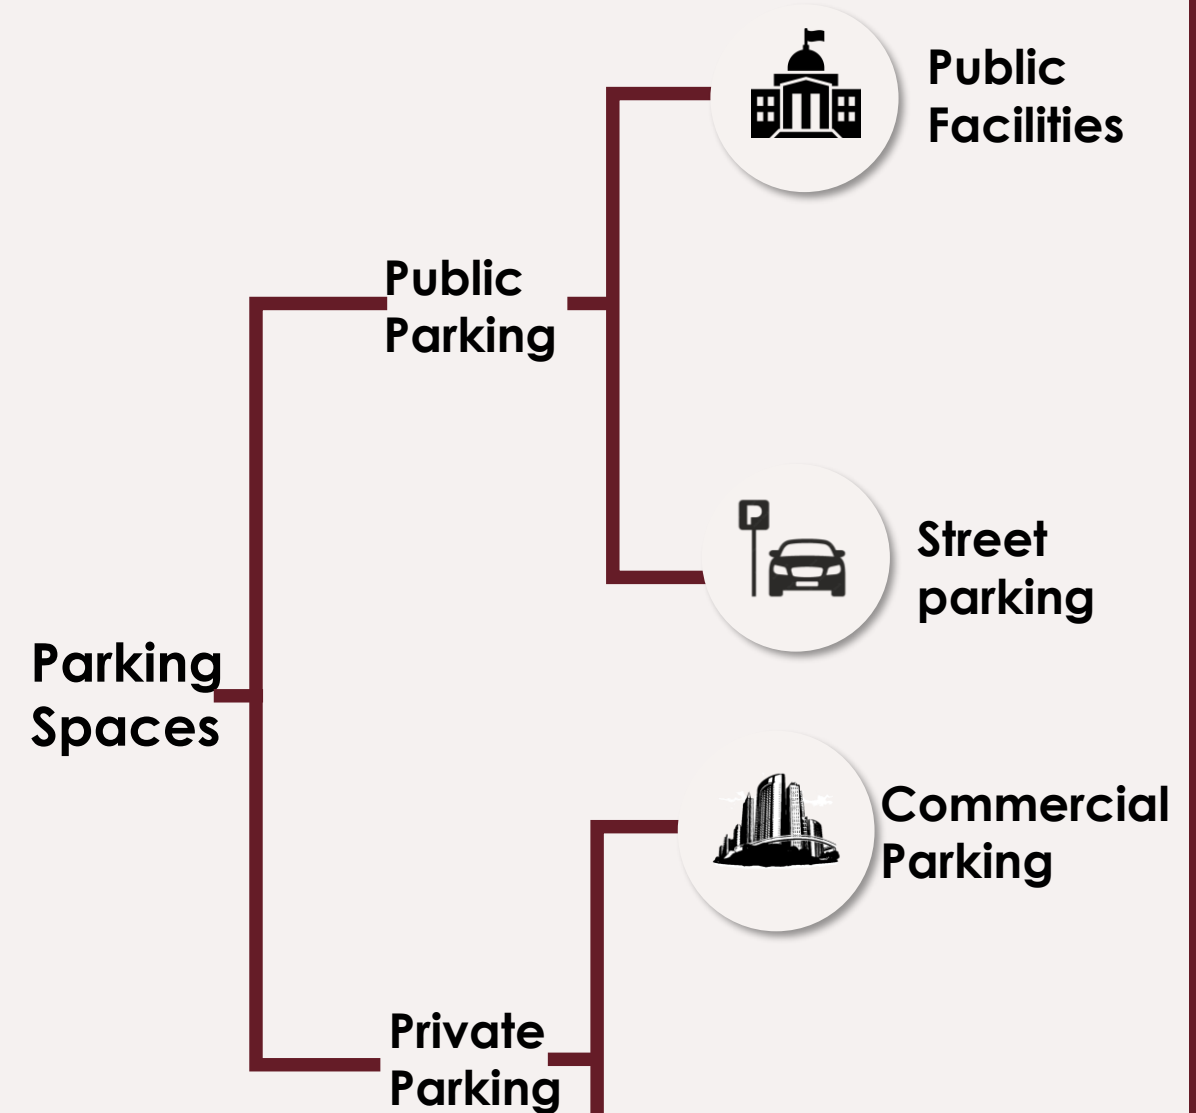 Public
Facilities
Public
Parking
P
Street
parking
Parking
Spaces
Commercial
Parking
Private
Parking